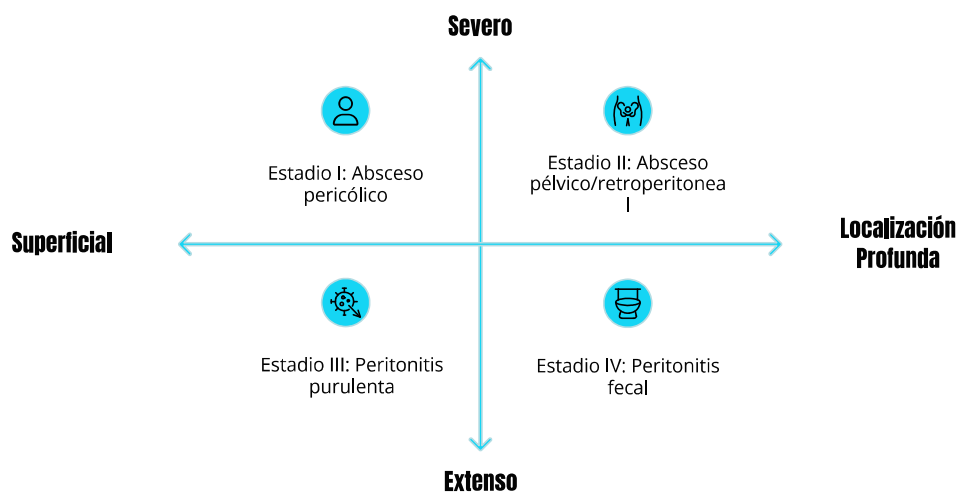 Severo
Estadio I: Absceso
pericólico
Estadio II: Absceso
pélvico/retroperitonea
l
Superficial
Localización
Profunda
Estadio III: Peritonitis
purulenta
Estadio IV: Peritonitis
fecal
Extenso